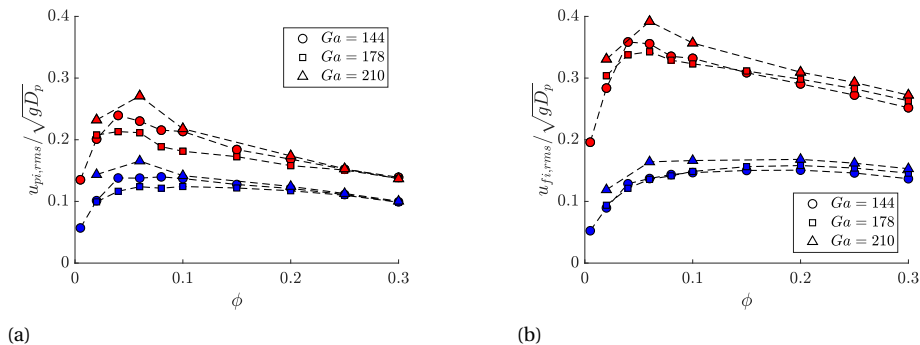 0.4
0.3
0.2
0.1
0
0 0.1 0.2 0.3
u_{pi,rms}/\sqrt{gD_p}
ϕ
Ga = 144
Ga = 178
Ga = 210
(a)
0.4
0.3
0.2
0.1
0
0 0.1 0.2 0.3
u_{fi,rms}/\sqrt{gD_p}
ϕ
Ga = 144
Ga = 178
Ga = 210
(b)